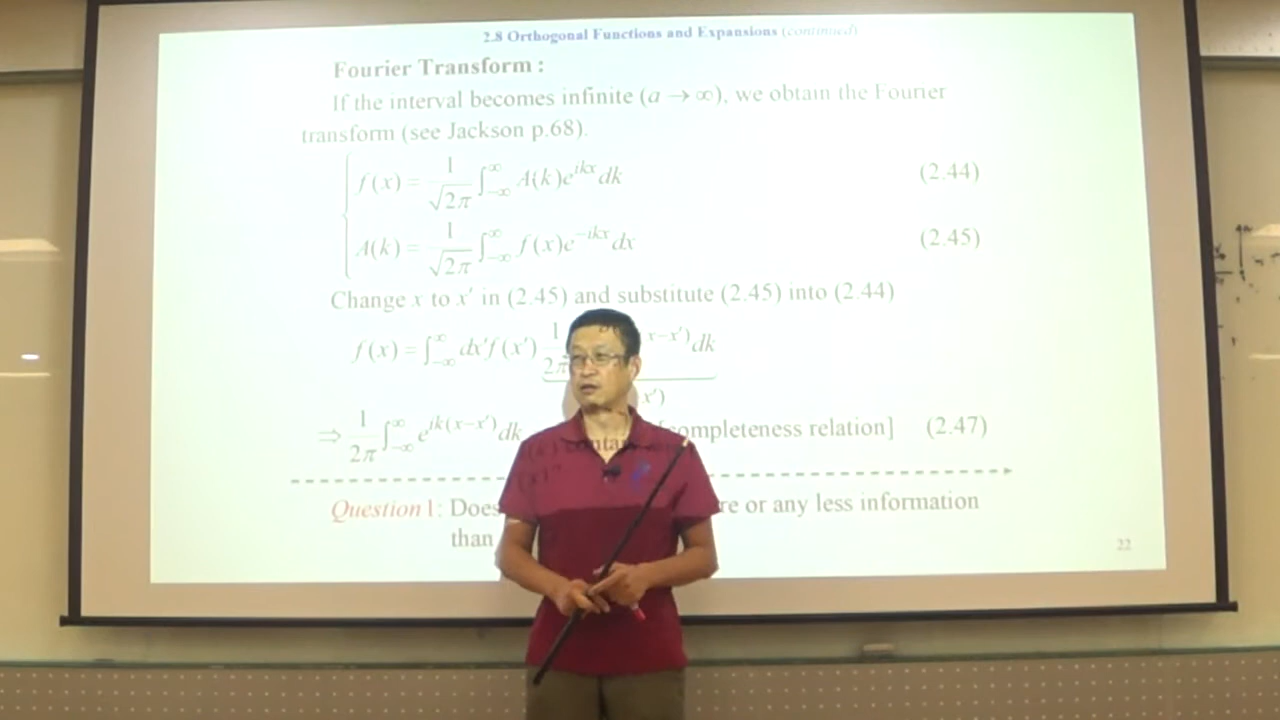 2.8 Orthogonal Functions and Expansions (continued)
Fourier Transform :
If the interval becomes infinite (a → ∞), we obtain the Fourier
transform (see Jackson p.68).
f(x) = 1/√2π ∫_{-∞}^{∞} A(k)e^{ikx} dk (2.44)
A(k) = 1/√2π ∫_{-∞}^{∞} f(x)e^{-ikx} dx (2.45)
Change x to x′ in (2.45) and substitute (2.45) into (2.44)
f(x) = ∫_{-∞}^{∞} dx′f(x′) 1/2π x−x′) dk
x′)
⇒ 1/2π ∫_{-∞}^{∞} e^{ik(x−x′)} dk [completeness relation] (2.47)
Question 1: Does re or any less information
than
22